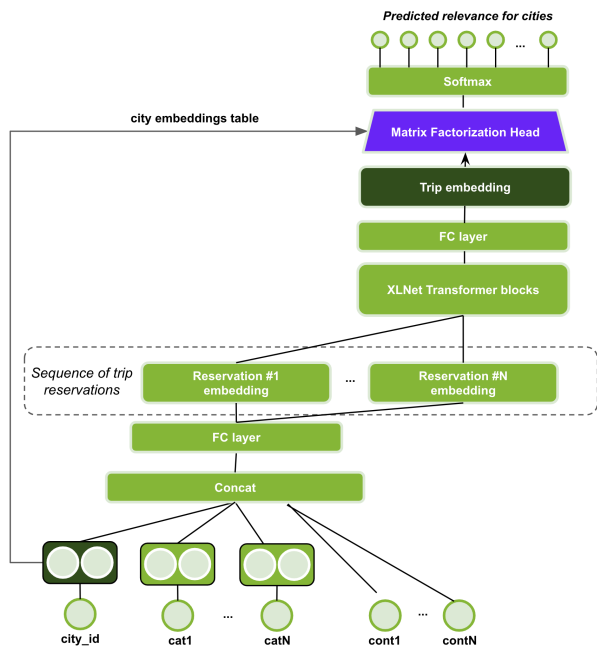 Predicted relevance for cities
...
Softmax
city embeddings table
Matrix Factorization Head
Trip embedding
FC layer
XLNet Transformer blocks
Sequence of trip
reservations
Reservation #1
embedding
...
Reservation #N
embedding
FC layer
Concat
city_id
cat1
...
catN
cont1
...
contN